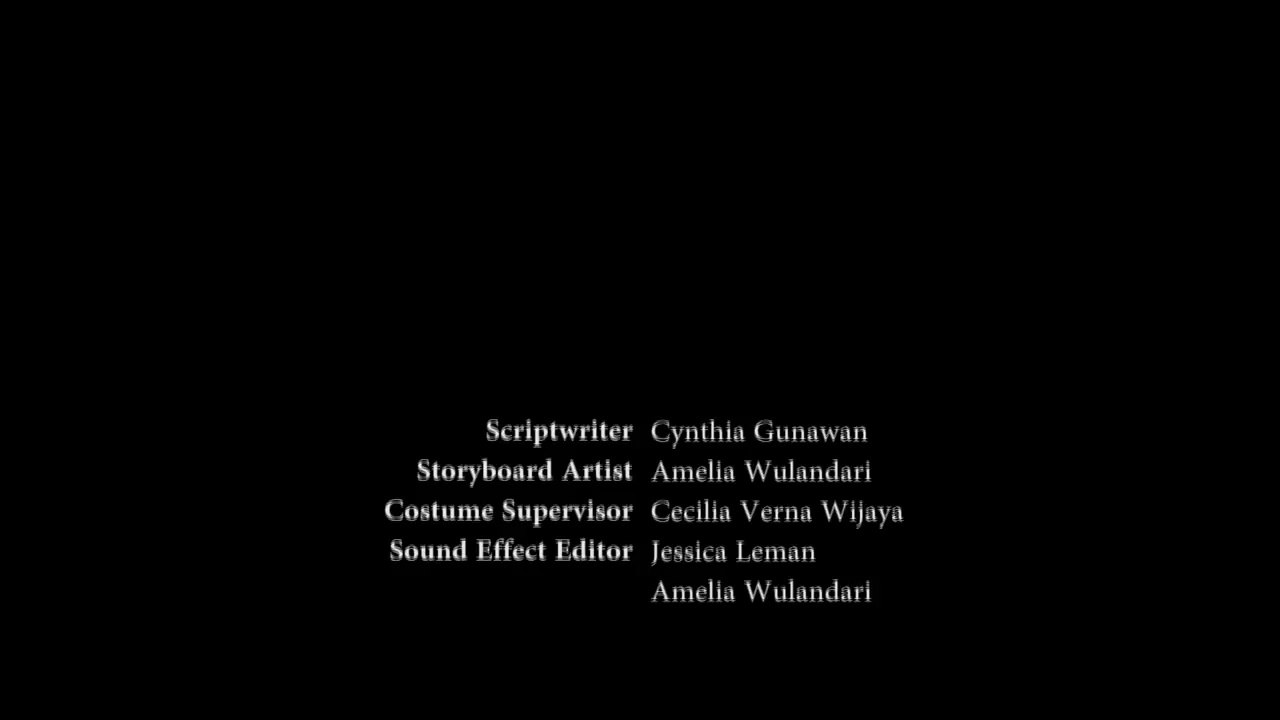 Scriptwriter Cynthia Gunawan
Storyboard Artist Amelia Wulandari
Costume Supervisor Cecilia Verna Wijaya
Sound Effect Editor Jessica Leman
Amelia Wulandari